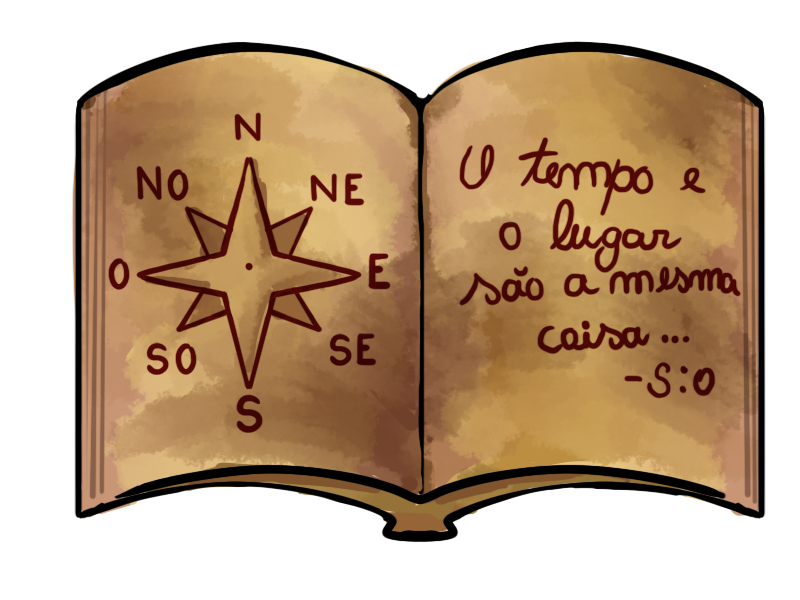 N
NO
NE
O
E
SO
SE
S
O tempo e
o lugar
são a mesma
coisa...
-S:O